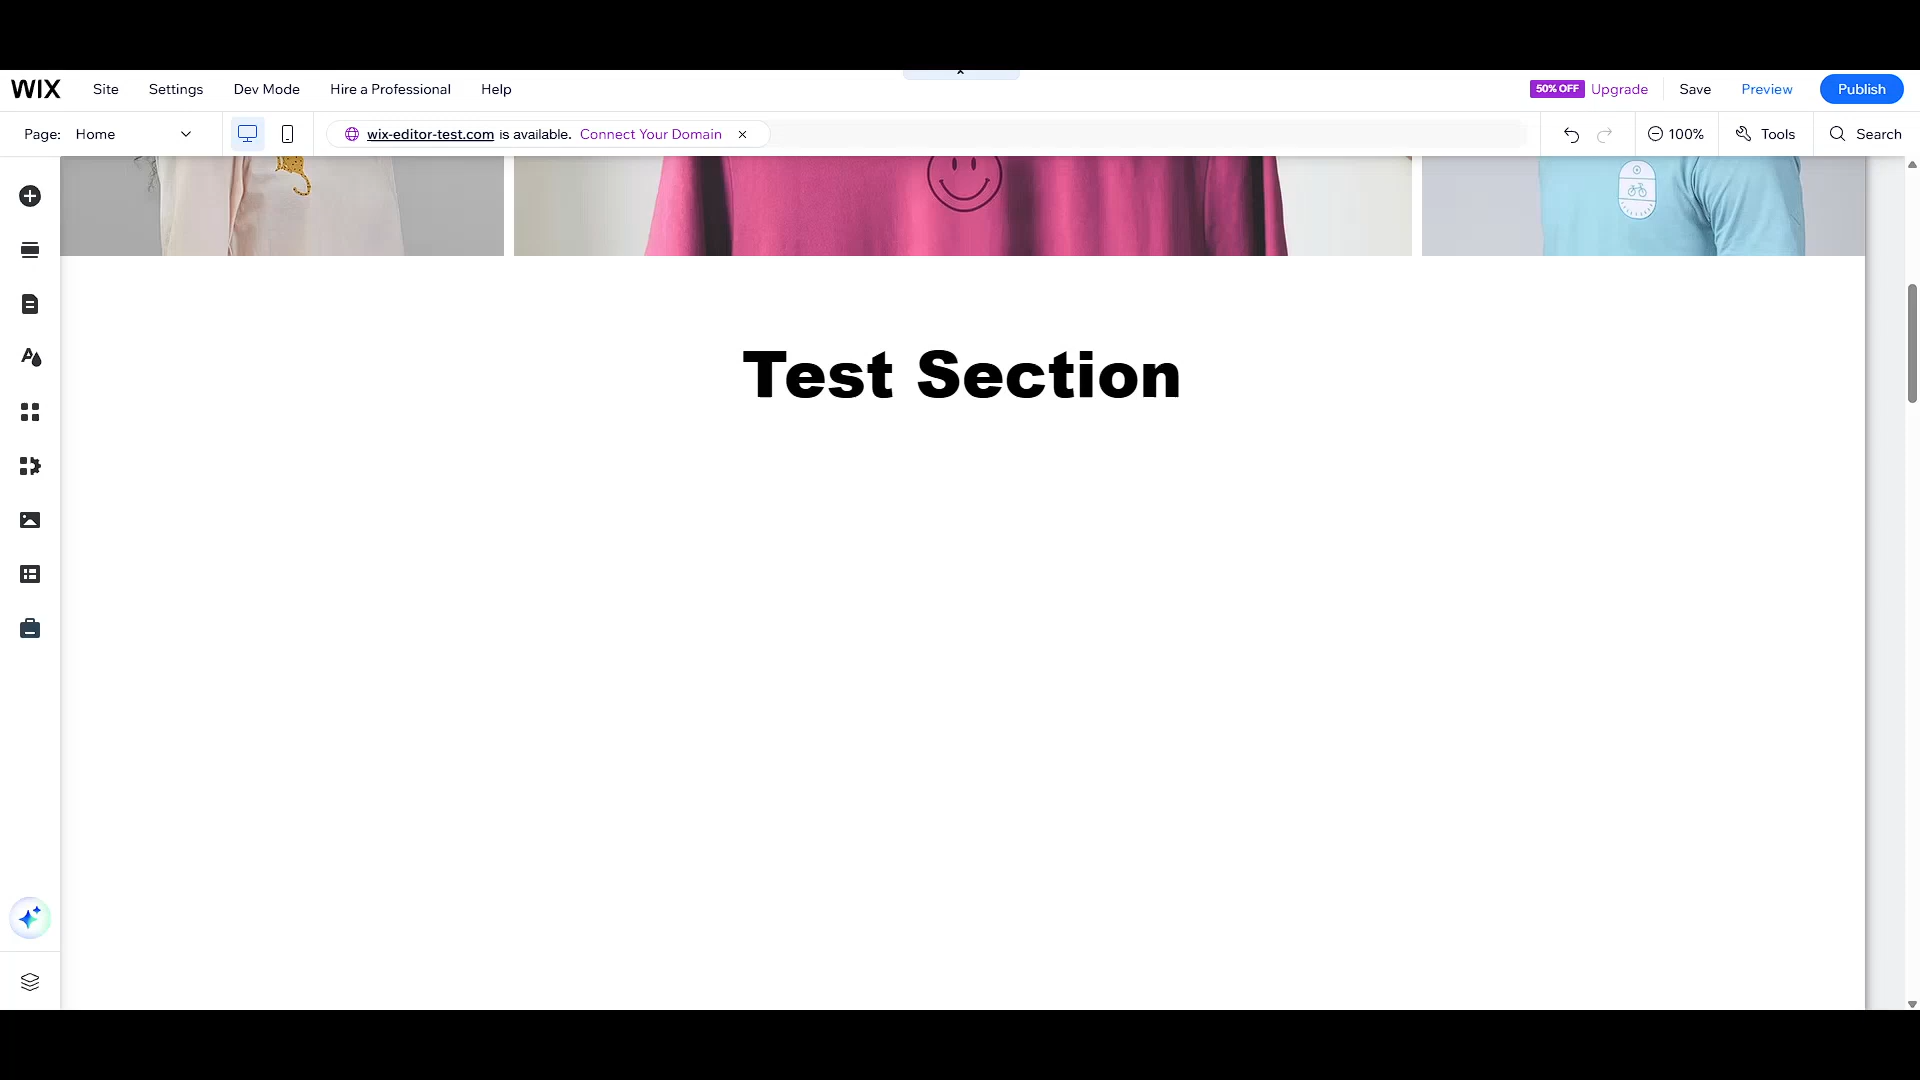 WIX Site Settings Dev Mode Hire a Professional Help 50% OFF Upgrade Save Preview Publish
Page: Home wix-editor-test.com is available. Connect Your Domain 100% Tools Search
Test Section